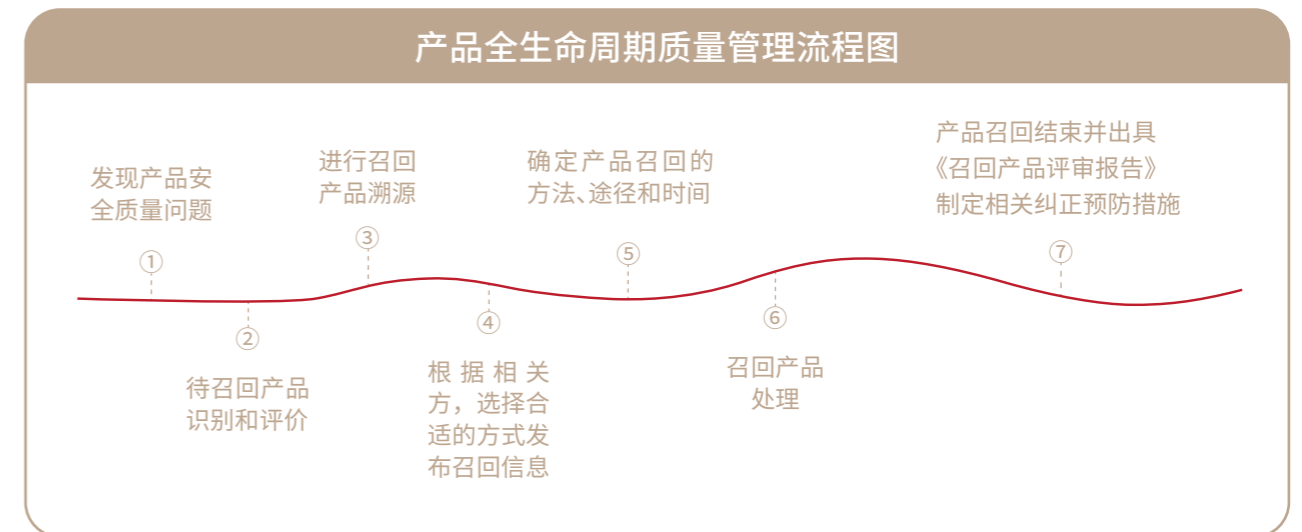 产品全生命周期质量管理流程图
发现产品安
全质量问题
①
②
待召回产品
识别和评价
进行召回
产品溯源
③
④
根据相关
方，选择合
适的方式发
布召回信息
确定产品召回的
方法、途径和时间
⑤
⑥
召回产品
处理
产品召回结束并出具
《召回产品评审报告》
制定相关纠正预防措施
⑦